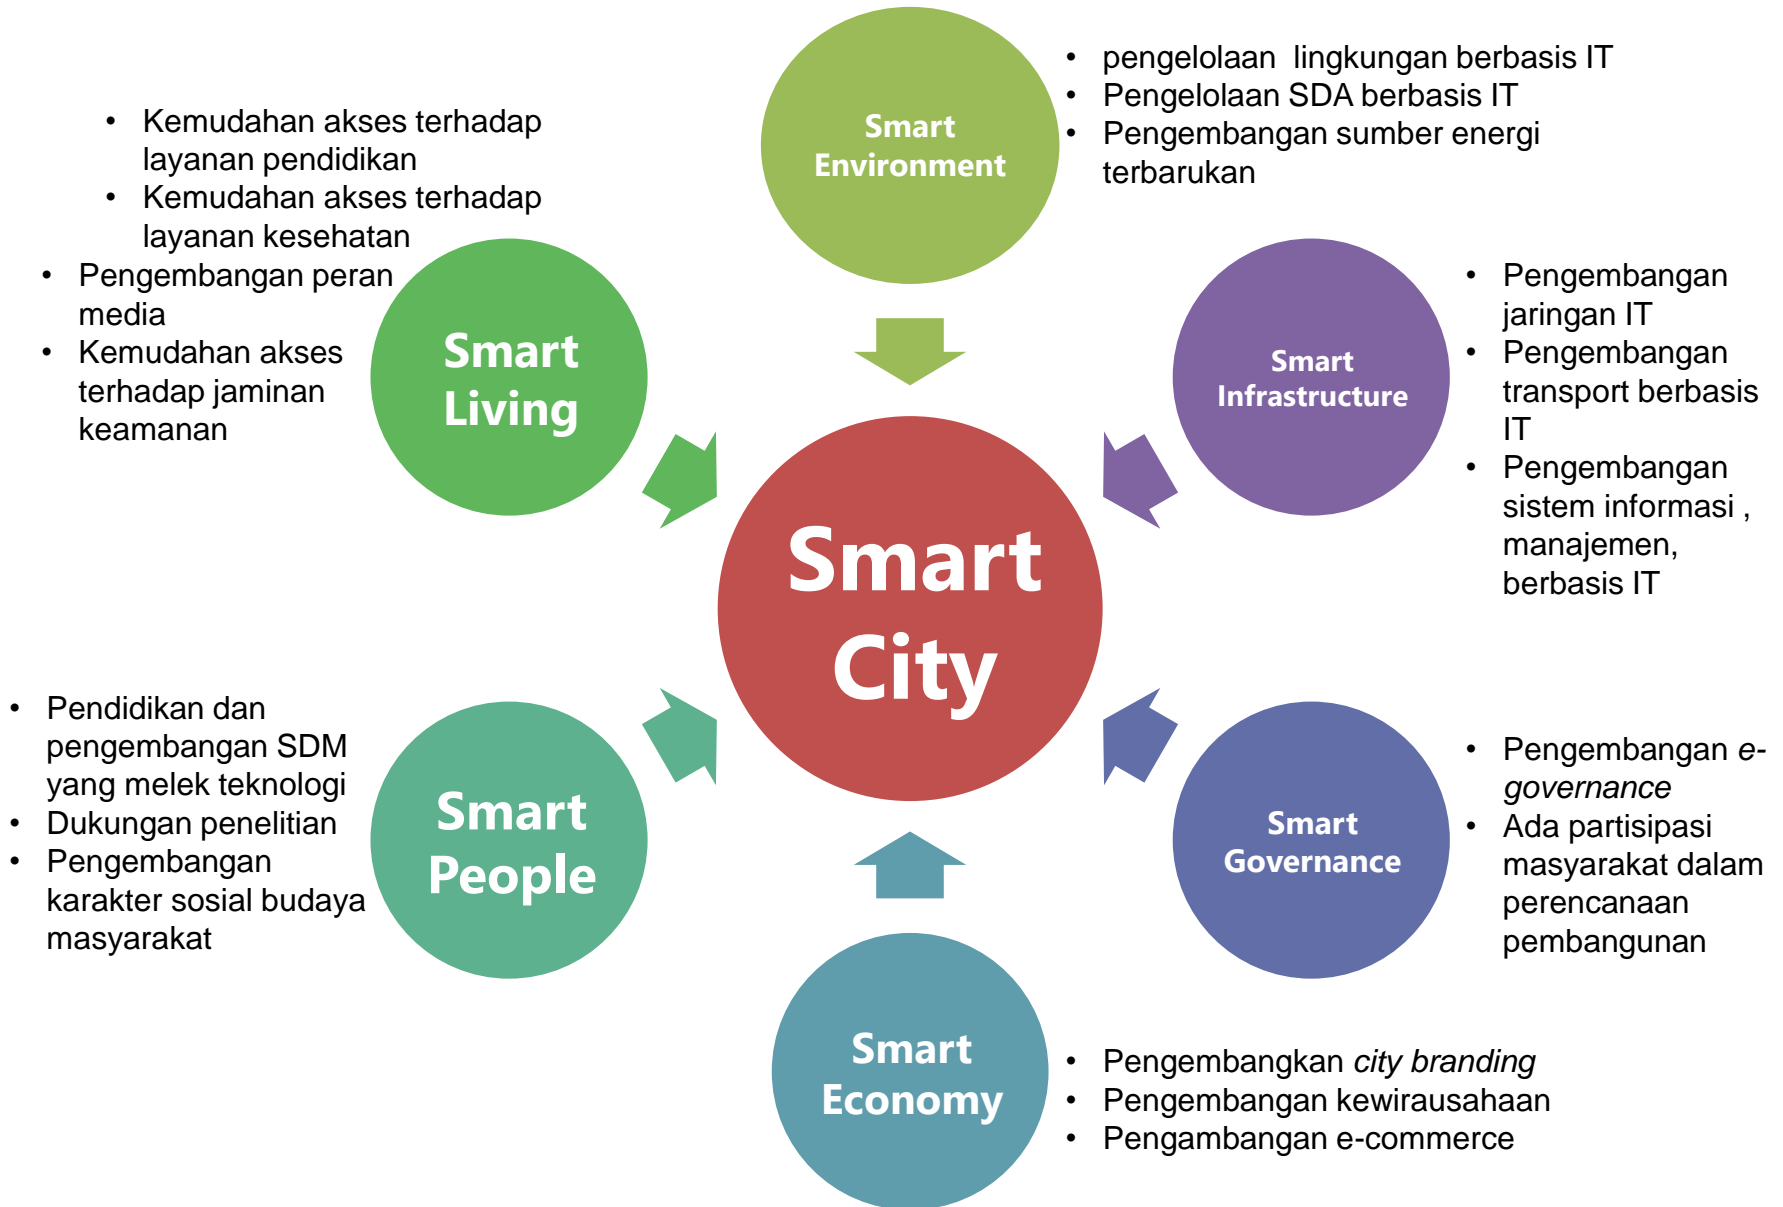 Smart
Environment
• pengelolaan  lingkungan berbasis IT
• Pengelolaan SDA berbasis IT
• Pengembangan sumber energi
terbarukan
• Kemudahan akses terhadap
layanan pendidikan
• Kemudahan akses terhadap
layanan kesehatan
• Pengembangan peran
media
• Kemudahan akses
terhadap jaminan
keamanan
Smart
Living
Smart
Infrastructure
• Pengembangan
jaringan IT
• Pengembangan
transport berbasis
IT
• Pengembangan
sistem informasi ,
manajemen,
berbasis IT
Smart
City
• Pendidikan dan
pengembangan SDM
yang melek teknologi
• Dukungan penelitian
• Pengembangan
karakter sosial budaya
masyarakat
Smart
People
Smart
Governance
• Pengembangan e-
governance
• Ada partisipasi
masyarakat dalam
perencanaan
pembangunan
Smart
Economy
• Pengembangkan city branding
• Pengembangan kewirausahaan
• Pengambangan e-commerce